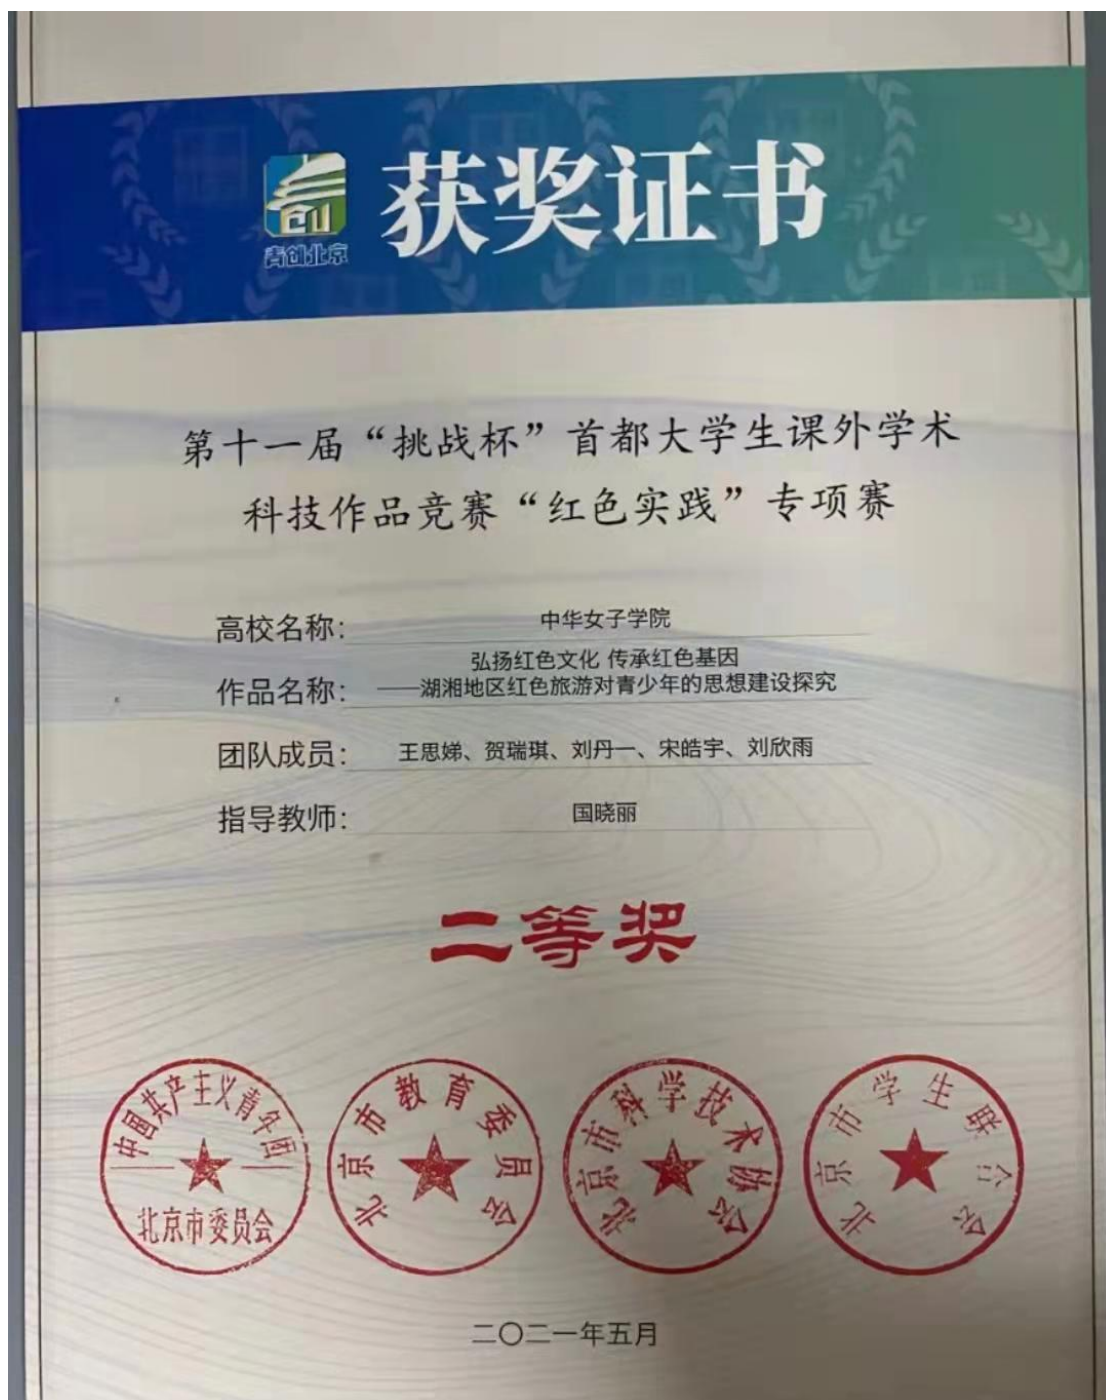 青创北京
获奖证书
第十一届“挑战杯”首都大学生课外学术
科技作品竞赛“红色实践”专项赛
高校名称：中华女子学院
弘扬红色文化 传承红色基因
作品名称：——湖湘地区红色旅游对青少年的思想建设探究
团队成员：王思娣、贺瑞琪、刘丹一、宋皓宇、刘欣雨
指导教师：国晓丽
二等奖
中国共产主义青年团
北京市委员会
北京市教育委员会
北京市科学技术协会
北京市学生联合会
二〇二一年五月